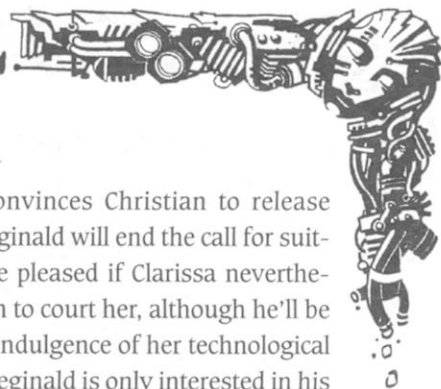 onvinces Christian to release
ginald will end the call for suit-
e pleased if Clarissa neverthe-
n to court her, although he'll be
ndulgence of her technological
eginald is only interested in his